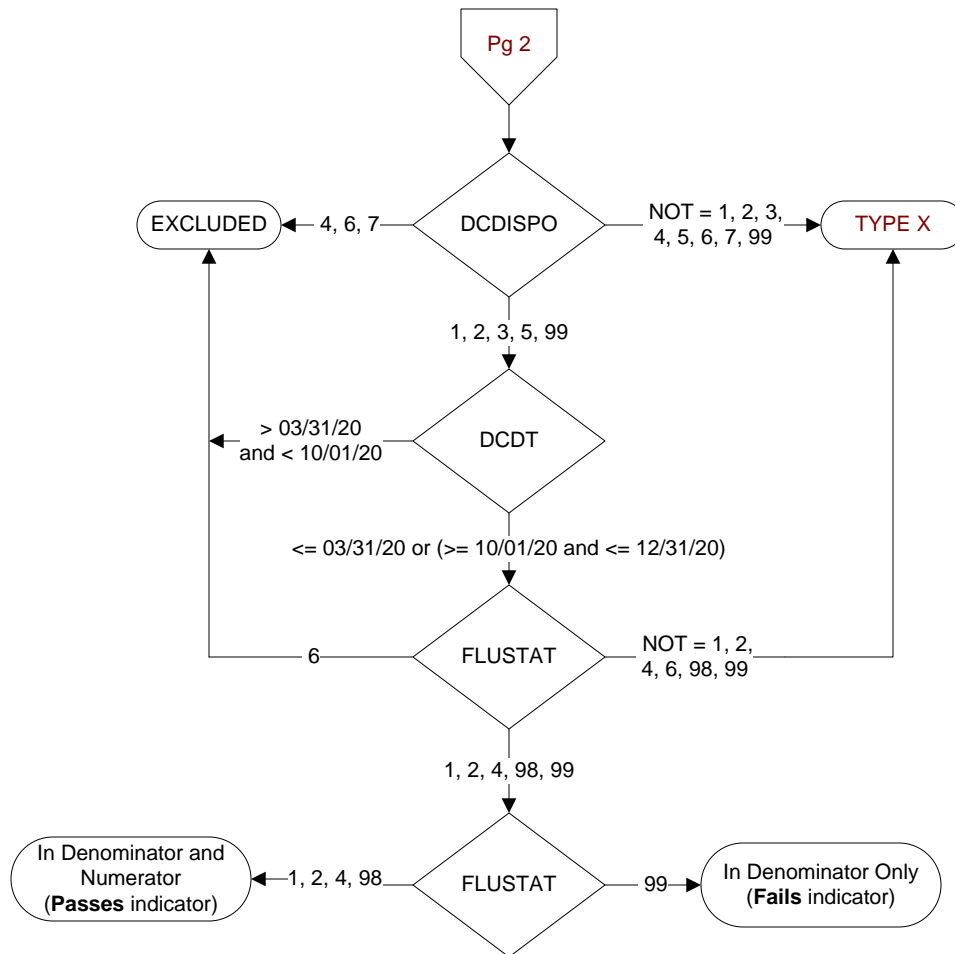 Pg 2
EXCLUDED
4, 6, 7
DCDISPO
NOT = 1, 2, 3,
4, 5, 6, 7, 99
TYPE X
1, 2, 3, 5, 99
> 03/31/20
and < 10/01/20
DCDT
<= 03/31/20 or (>= 10/01/20 and <= 12/31/20)
6
FLUSTAT
NOT = 1, 2,
4, 6, 98, 99
1, 2, 4, 98, 99
In Denominator and
Numerator
(Passes indicator)
1, 2, 4, 98
FLUSTAT
99
In Denominator Only
(Fails indicator)